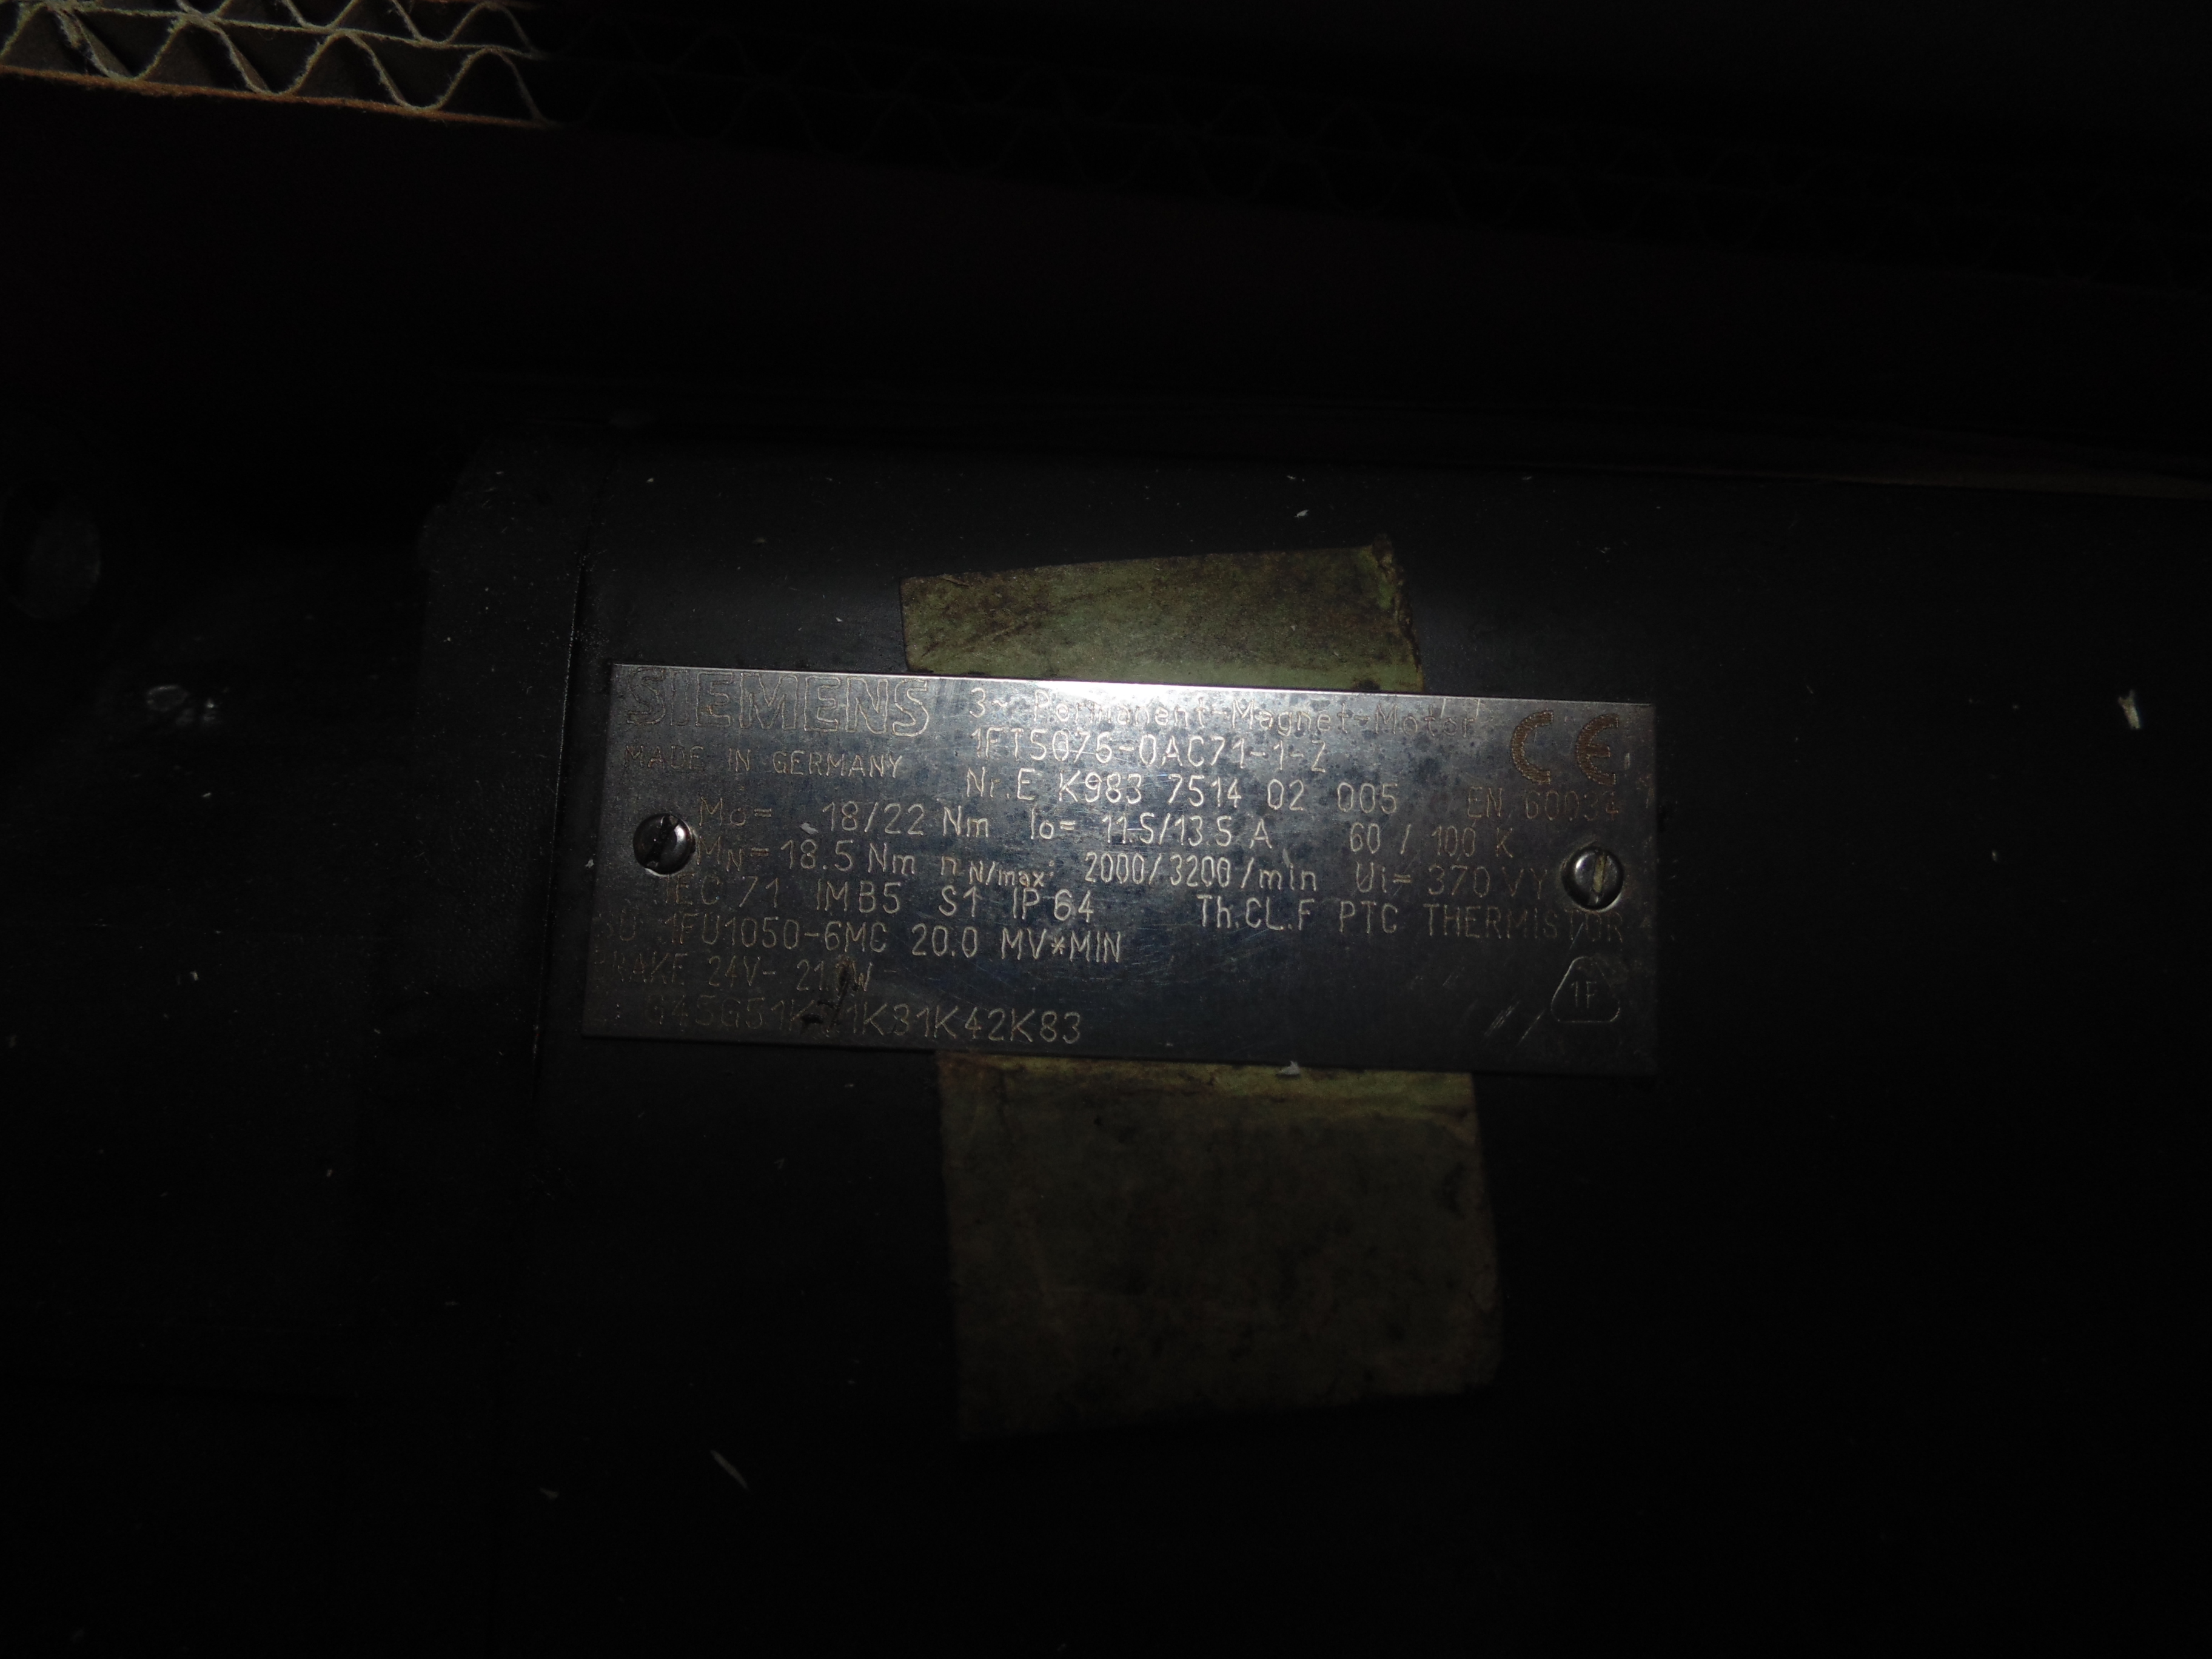 SIEMENS 3~ Permanent-Magnet-Motor CE
1FT5076-0AC71-1-Z
MADE IN GERMANY
Nr.E K983 7514 02 005 EN 60034
Mo= 18/22 Nm Io= 11.5/13.5 A 60 / 100 K
MN=18.5 Nm nN/max: 2000/3200/min Ui= 370 VY
IEC 71 IMB5 S1 IP 64 Th.CL.F PTC THERMISTOR
1FU1050-6MC 20.0 MV*MIN
24V-
1F